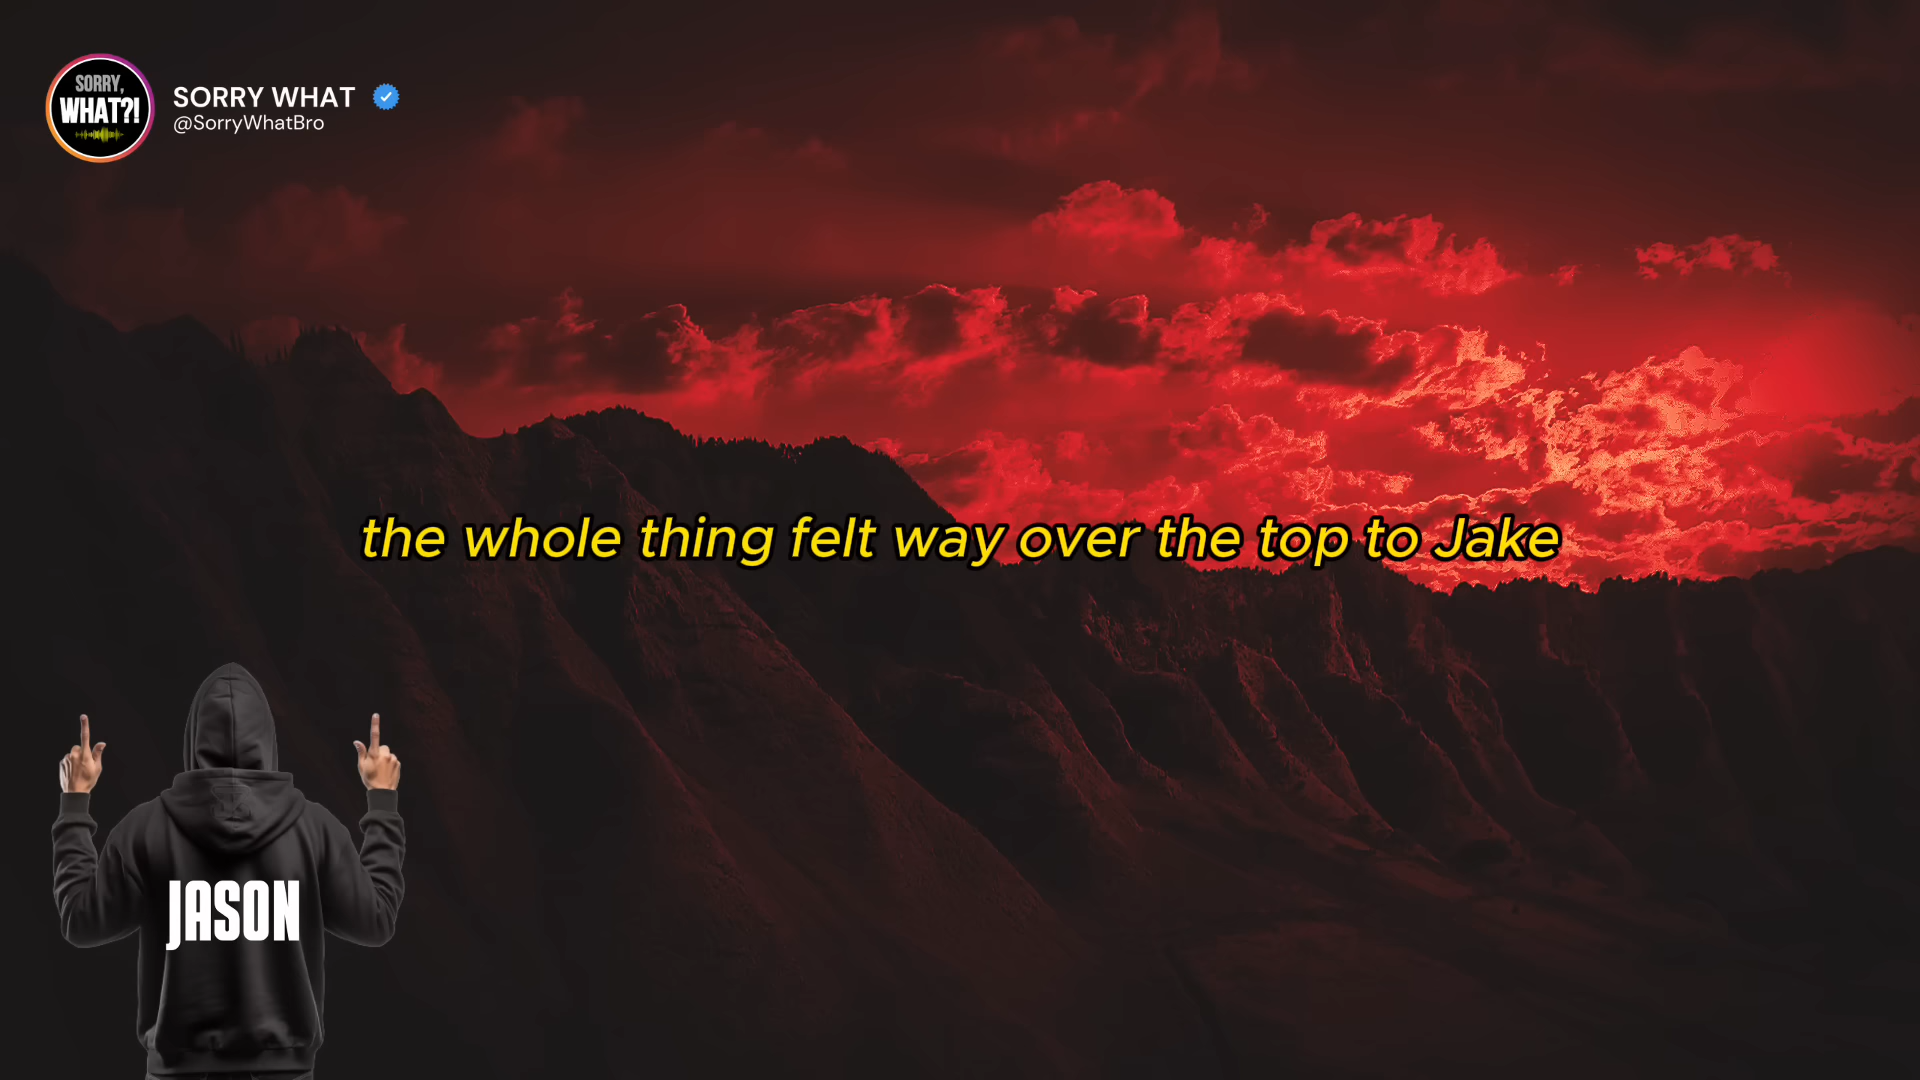 SORRY,
WHAT?!
SORRY WHAT
@SorryWhatBro
the whole thing felt way over the top to Jake
JASON